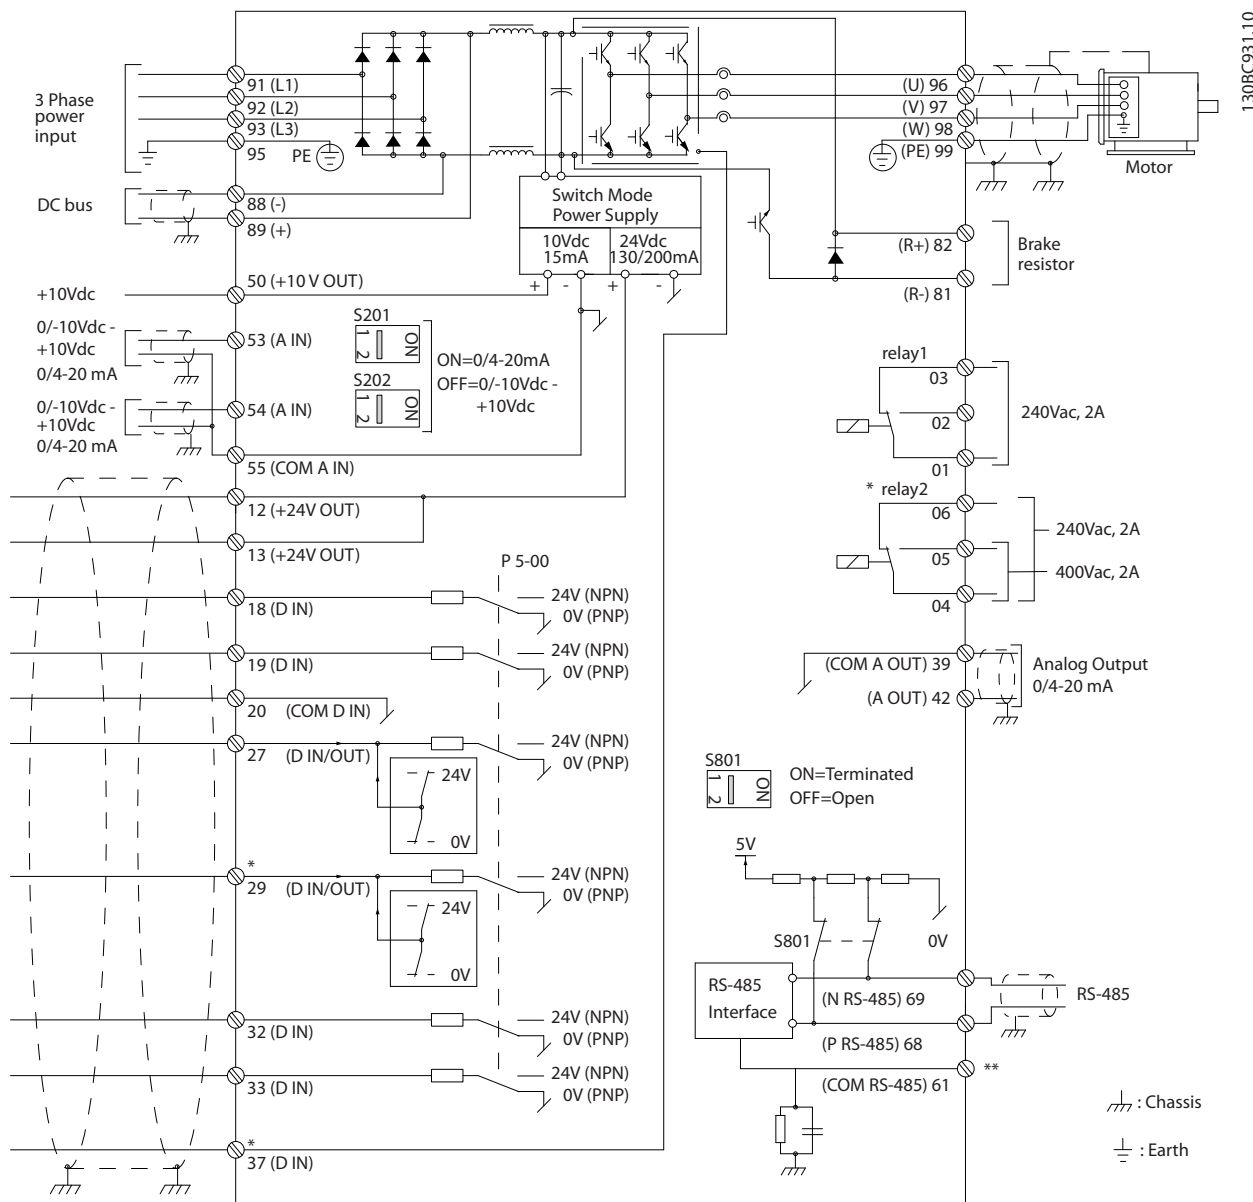 130BC931.10
3 Phase
power
input
91 (L1)
92 (L2)
93 (L3)
95
PE
DC bus
88 (-)
89 (+)
+10Vdc
50 (+10 V OUT)
0/-10Vdc -
+10Vdc
0/4-20 mA
53 (A IN)
0/-10Vdc -
+10Vdc
0/4-20 mA
54 (A IN)
55 (COM A IN)
12 (+24V OUT)
13 (+24V OUT)
18 (D IN)
19 (D IN)
20 (COM D IN)
27 (D IN/OUT)
*
29 (D IN/OUT)
32 (D IN)
33 (D IN)
*
37 (D IN)
S201
1 2 ON
S202
1 2 ON
ON=0/4-20mA
OFF=0/-10Vdc -
+10Vdc
Switch Mode
Power Supply
10Vdc
15mA
24Vdc
130/200mA
+ - + -
P 5-00
24V (NPN)
0V (PNP)
24V (NPN)
0V (PNP)
24V (NPN)
0V (PNP)
24V
0V
24V (NPN)
0V (PNP)
24V
0V
24V (NPN)
0V (PNP)
24V (NPN)
0V (PNP)
(U) 96
(V) 97
(W) 98
(PE) 99
Motor
(R+) 82
(R-) 81
Brake
resistor
relay1
03
02
01
240Vac, 2A
* relay2
06
05
04
240Vac, 2A
400Vac, 2A
(COM A OUT) 39
(A OUT) 42
Analog Output
0/4-20 mA
S801
1 2 ON
ON=Terminated
OFF=Open
5V
S801
0V
RS-485
Interface
(N RS-485) 69
(P RS-485) 68
(COM RS-485) 61
**
RS-485
: Chassis
: Earth